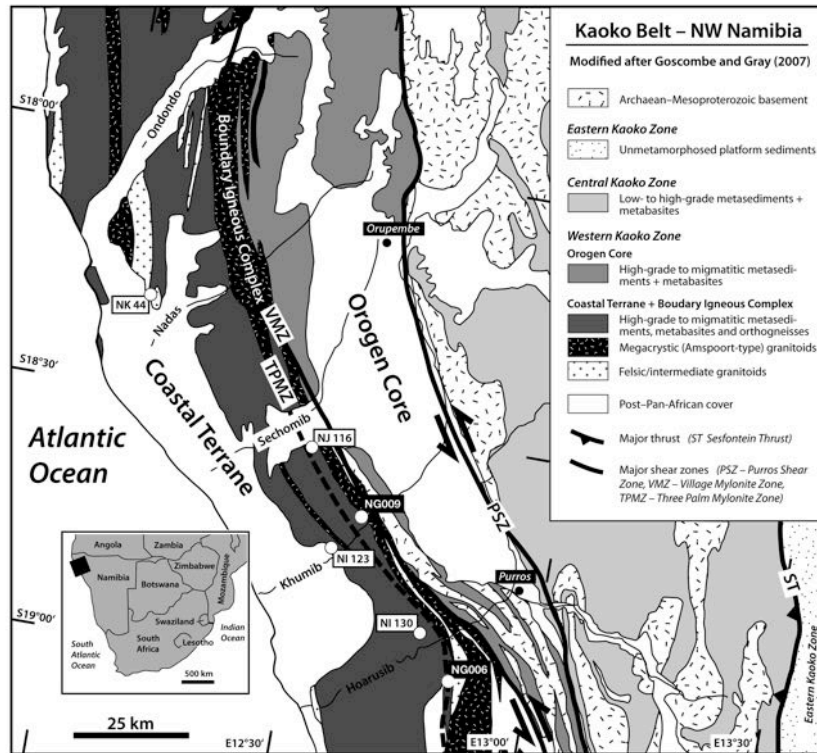 Kaoko Belt – NW Namibia
Modified after Goscombe and Gray (2007)
Archaean–Mesoproterozoic basement
Eastern Kaoko Zone
Unmetamorphosed platform sediments
Central Kaoko Zone
Low- to high-grade metasediments +
metabasites
Western Kaoko Zone
Orogen Core
High-grade to migmatitic metasedi-
ments + metabasites
Coastal Terrane + Boudary Igneous Complex
High-grade to migmatitic metasedi-
ments, metabasites and orthogneisses
Megacrystic (Amspoort-type) granitoids
Felsic/intermediate granitoids
Post–Pan-African cover
Major thrust (ST Sesfontein Thrust)
Major shear zones (PSZ – Purros Shear
Zone, VMZ – Village Mylonite Zone,
TPMZ – Three Palm Mylonite Zone)
S18°00'
S18°30'
S19°00'
E12°30'
E13°00'
E13°30'
Ondondo
Boundary Igneous Complex
Orupembe
NK 44
Nadas
VMZ
TPMZ
Orogen Core
Coastal Terrane
Sechomib
NJ 116
Atlantic
Ocean
NG009
PSZ
NI 123
Khumib
Purros
NI 130
Hoarusib
NG006
ST
Eastern Kaoko Zone
Angola
Zambia
Zimbabwe
Mozambique
Namibia
Botswana
Swaziland
South
Africa
Lesotho
Indian
Ocean
South
Atlantic
Ocean
500 km
25 km